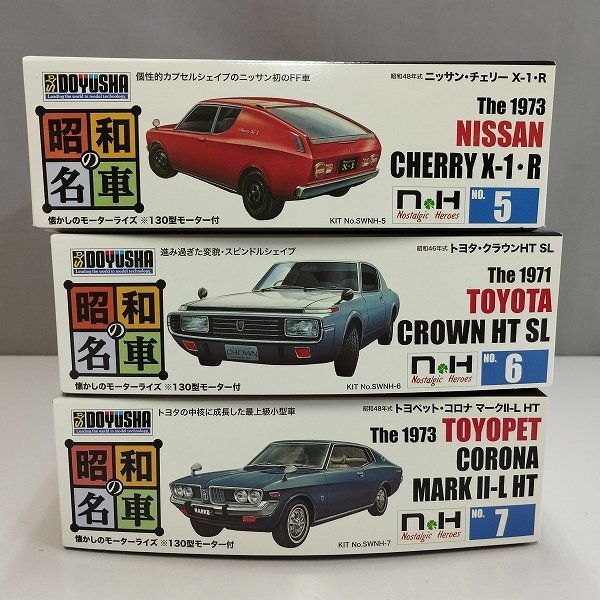 DOYUSHA
Leading the world to model technology.
個性的カプセルシェイプのニッサン初のFF車
昭和の名車
懐かしのモーターライズ ※130型モーター付
昭和48年式 ニッサン・チェリー X-1・R
The 1973
NISSAN
CHERRY X-1・R
X-1
n H
Nostalgic Heroes
NO.
5
KIT No.SWNH-5
DOYUSHA
Leading the world to model technology.
進み過ぎた変貌・スピンドルシェイプ
昭和の名車
懐かしのモーターライズ ※130型モーター付
昭和46年式 トヨタ・クラウンHT SL
The 1971
TOYOTA
CROWN HT SL
CROWN
n H
Nostalgic Heroes
NO.
6
KIT No.SWNH-6
DOYUSHA
Leading the world to model technology.
トヨタの中核に成長した最上級小型車
昭和の名車
懐かしのモーターライズ ※130型モーター付
昭和48年式 トヨペット・コロナ マークII-L HT
The 1973 TOYOPET
CORONA
MARK II-L HT
MARK II
n H
Nostalgic Heroes
NO.
7
KIT No.SWNH-7